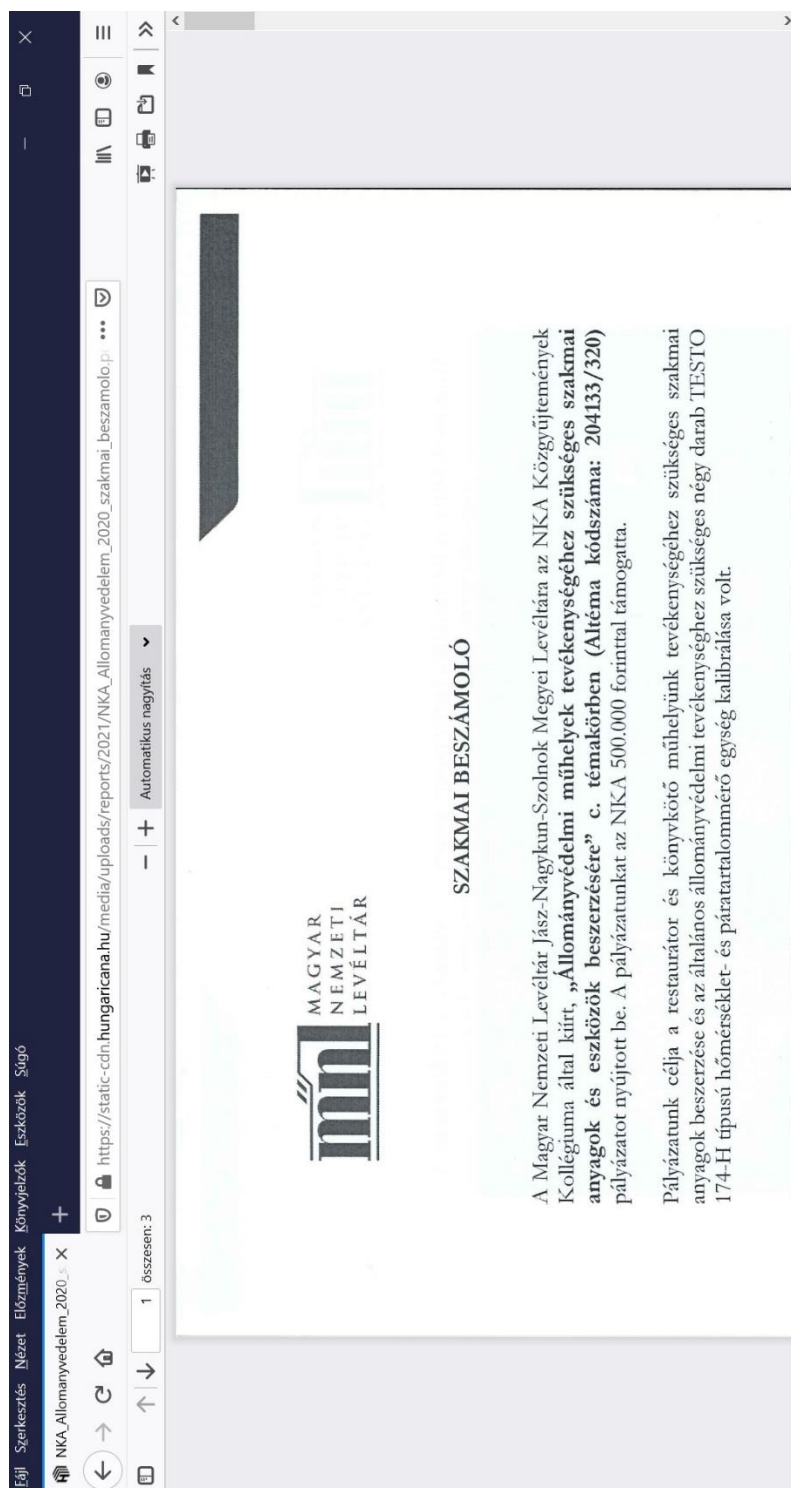 Fájl Szerkesztés Nézet Előzmények Könyvjelzők Eszközök Súgó
NKA_Allomanyvedelem_2020_s
https://static-cdn.hungaricana.hu/media/uploads/reports/2021/NKA_Allomanyvedelem_2020_szakmai_beszamolo.p
1 összesen: 3
Automatikus nagyítás
mnl
MAGYAR
NEMZETI
LEVÉLTÁR
SZAKMAI BESZÁMOLÓ
A Magyar Nemzeti Levéltár Jász-Nagykun-Szolnok Megyei Levéltára az NKA Közgyűjtemények
Kollégiuma által kiírt, „Állományvédelmi műhelyek tevékenységéhez szükséges szakmai
anyagok és eszközök beszerzésére” c. témakörben (Altéma kódszáma: 204133/320)
pályázatot nyújtott be. A pályázatunkat az NKA 500.000 forinttal támogatta.
Pályázatunk célja a restaurátor és könyvkötő műhelyünk tevékenységéhez szükséges szakmai
anyagok beszerzése és az általános állományvédelmi tevékenységhez szükséges négy darab TESTO
174-H típusú hőmérséklet- és páratartalommérő egység kalibrálása volt.